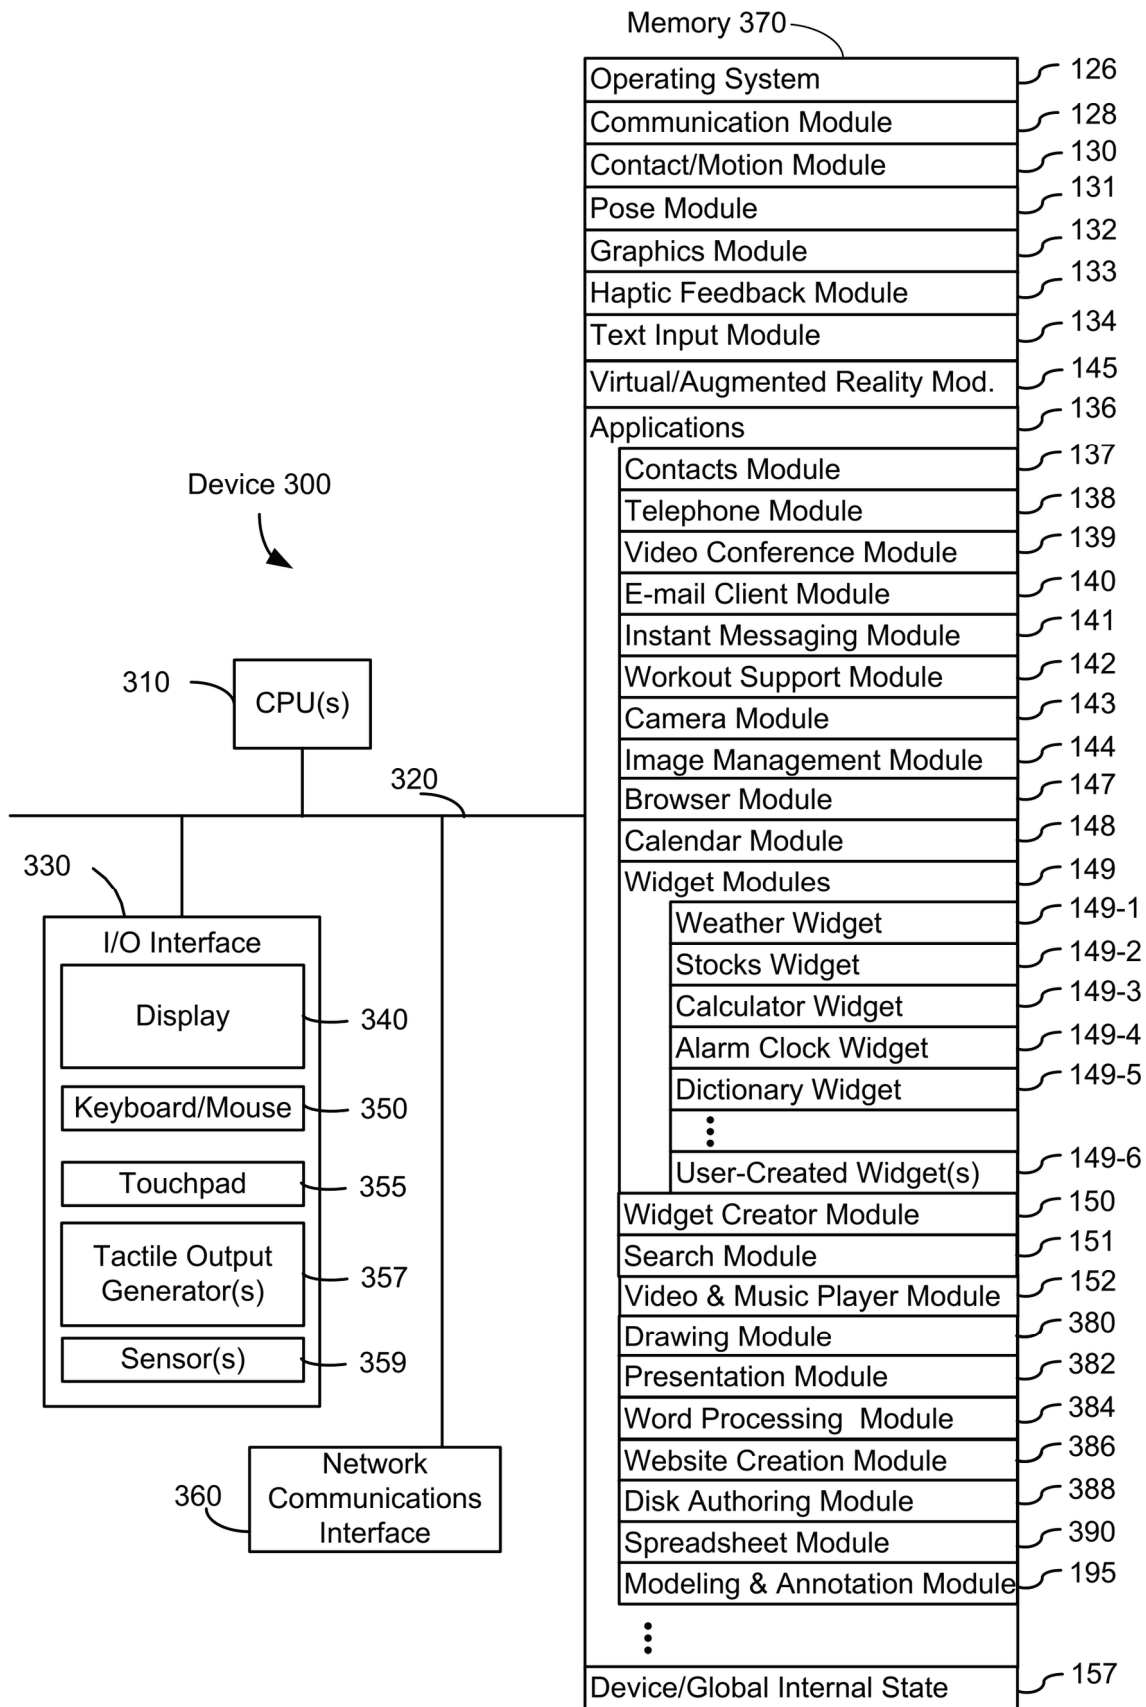 Memory 370
Operating System 126
Communication Module 128
Contact/Motion Module 130
Pose Module 131
Graphics Module 132
Haptic Feedback Module 133
Text Input Module 134
Virtual/Augmented Reality Mod. 145
Applications 136
Contacts Module 137
Telephone Module 138
Video Conference Module 139
E-mail Client Module 140
Instant Messaging Module 141
Workout Support Module 142
Camera Module 143
Image Management Module 144
Browser Module 147
Calendar Module 148
Widget Modules 149
Weather Widget 149-1
Stocks Widget 149-2
Calculator Widget 149-3
Alarm Clock Widget 149-4
Dictionary Widget 149-5
User-Created Widget(s) 149-6
Widget Creator Module 150
Search Module 151
Video & Music Player Module 152
Drawing Module 380
Presentation Module 382
Word Processing Module 384
Website Creation Module 386
Disk Authoring Module 388
Spreadsheet Module 390
Modeling & Annotation Module 195
Device/Global Internal State 157
Device 300
310
CPU(s)
320
330
I/O Interface
Display 340
Keyboard/Mouse 350
Touchpad 355
Tactile Output
Generator(s)
357
Sensor(s) 359
360
Network
Communications
Interface